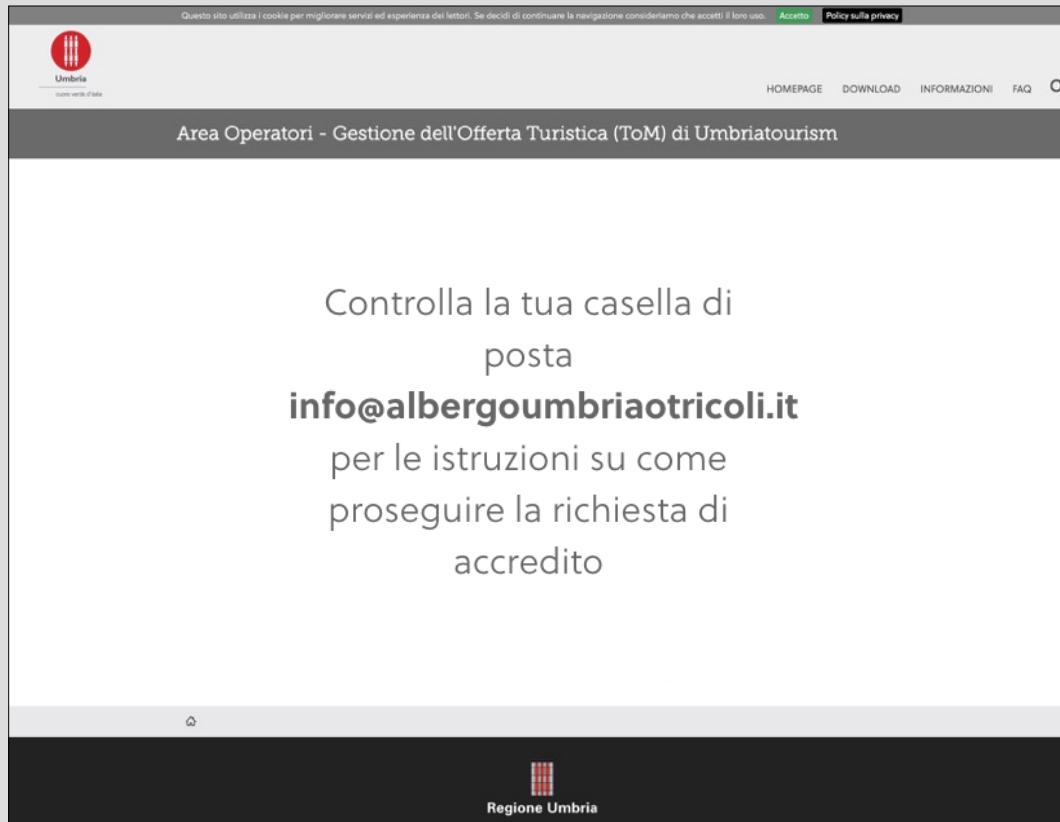 Questo sito utilizza i cookie per migliorare servizi ed esperienza dei lettori. Se decidi di continuare la navigazione consideriamo che accetti il loro uso. Accetto Policy sulla privacy
Umbria
cuore verde d'Italia
HOMEPAGE DOWNLOAD INFORMAZIONI FAQ
Area Operatori - Gestione dell'Offerta Turistica (ToM) di Umbriatourism
Controlla la tua casella di
posta
info@albergoumbriaotricoli.it
per le istruzioni su come
proseguire la richiesta di
accredito
Regione Umbria